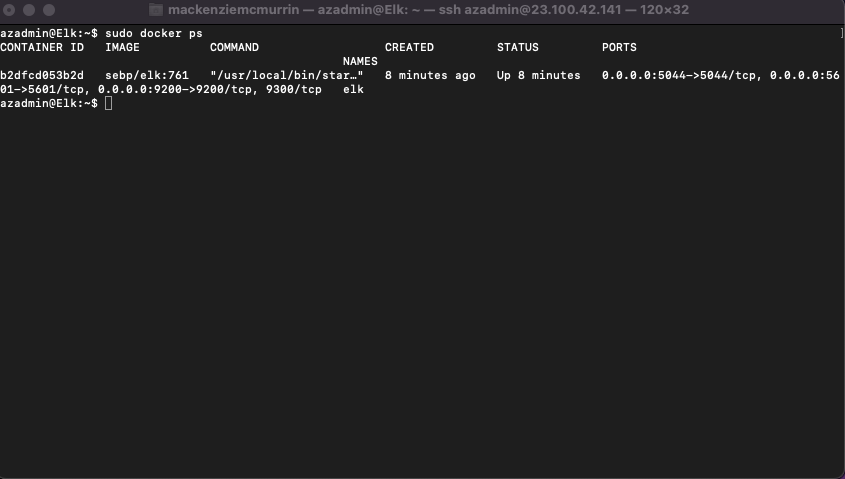 mackenziemcmurrin — azadmin@Elk: ~ — ssh azadmin@23.100.42.141 — 120×32
azadmin@Elk:~$ sudo docker ps
CONTAINER ID   IMAGE          COMMAND                  CREATED         STATUS         PORTS
NAMES
b2dfcd053b2d   sebp/elk:761   "/usr/local/bin/star…"   8 minutes ago   Up 8 minutes   0.0.0.0:5044->5044/tcp, 0.0.0.0:56
01->5601/tcp, 0.0.0.0:9200->9200/tcp, 9300/tcp   elk
azadmin@Elk:~$